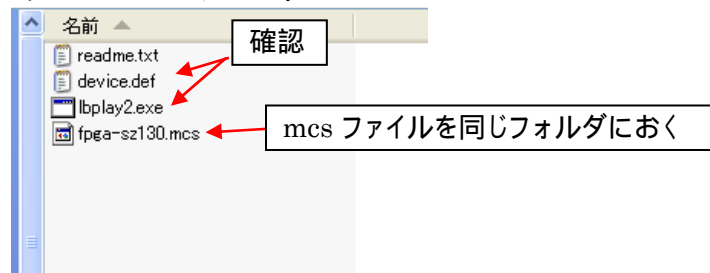 名前
確認
readme.txt
device.def
lbplay2.exe
fpga-sz130.mcs
mcs ファイルを同じフォルダにおく